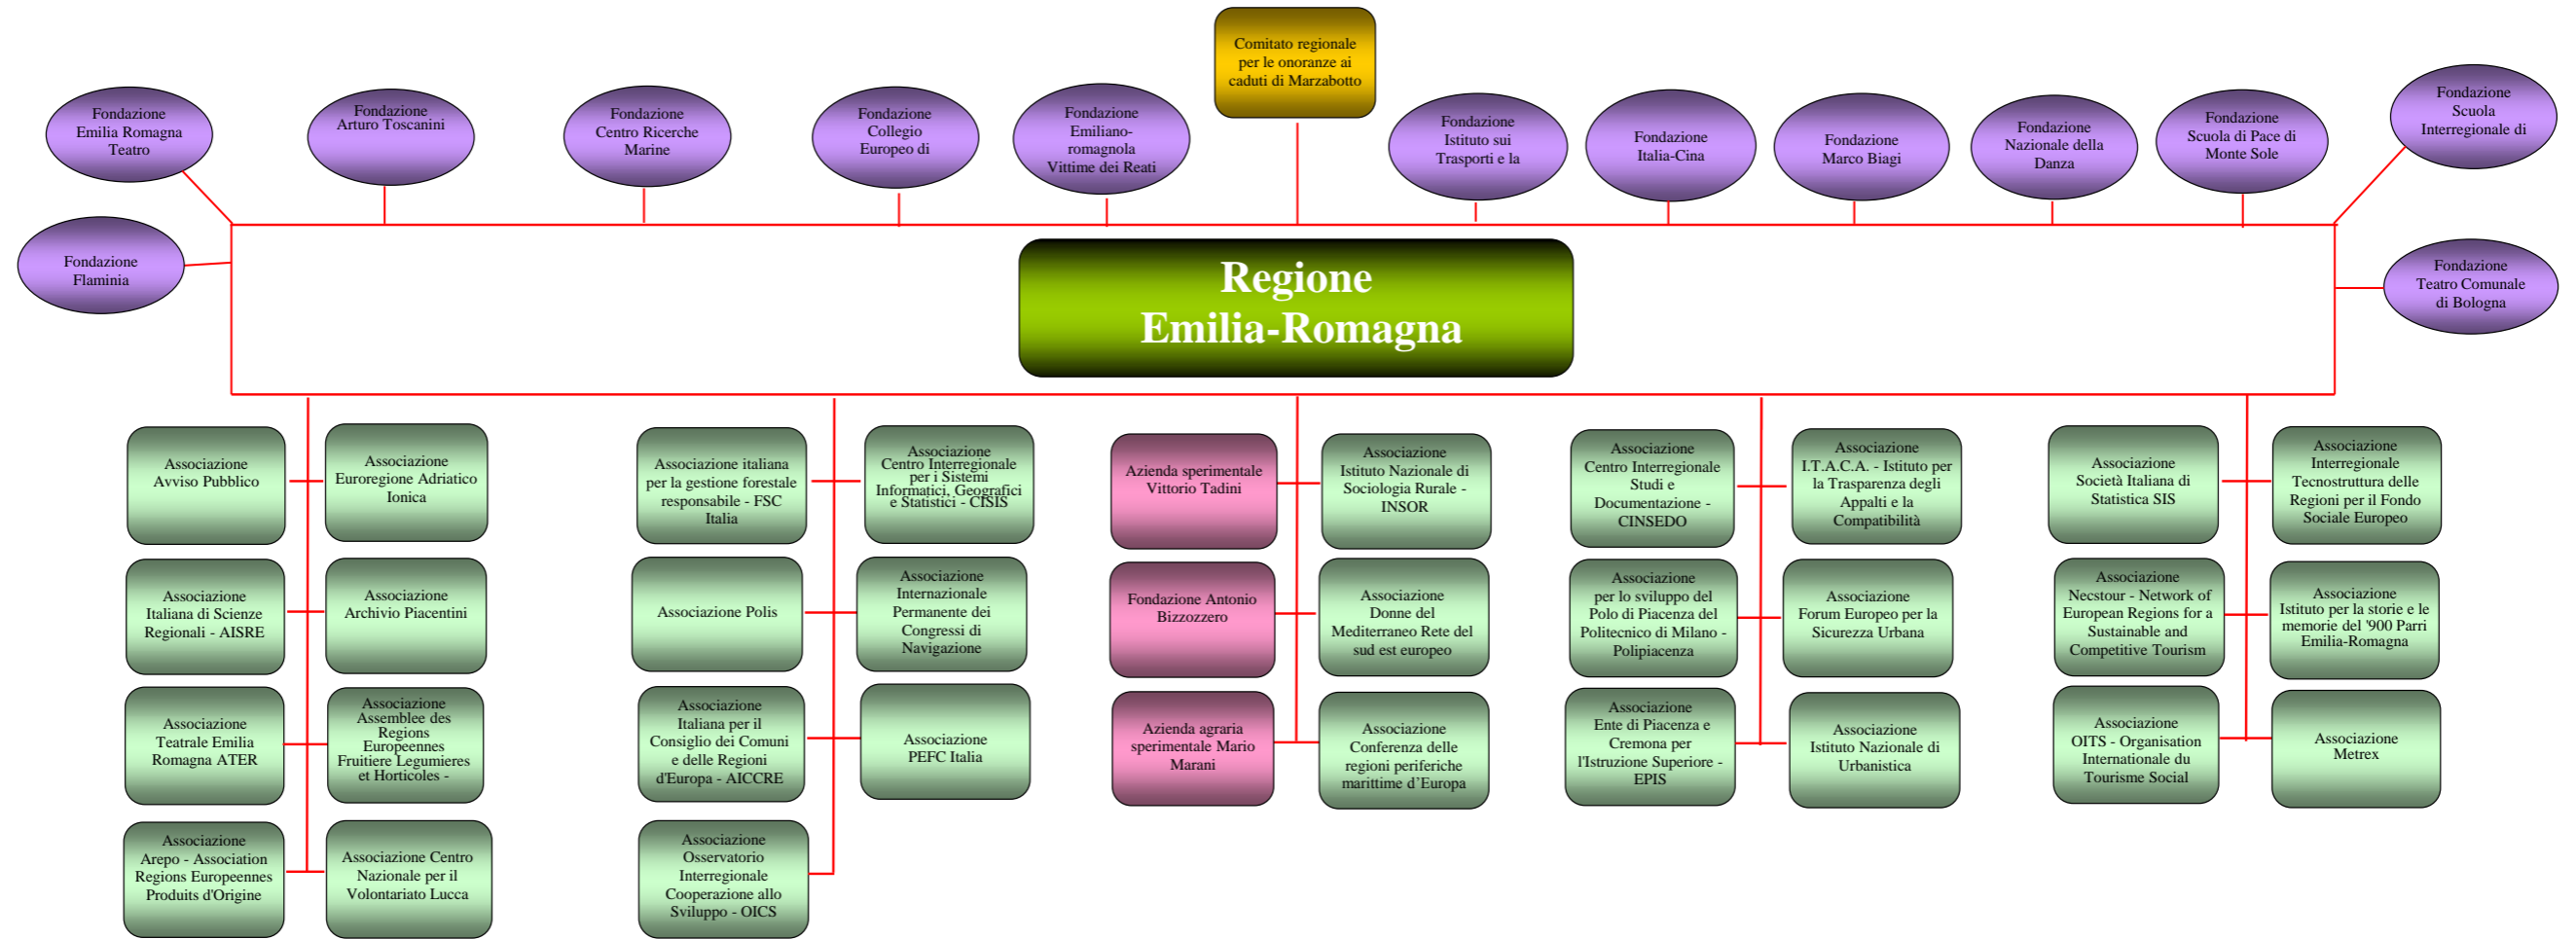 Comitato regionale
per le onoranze ai
caduti di Marzabotto
Fondazione
Emilia Romagna
Teatro
Fondazione
Arturo Toscanini
Fondazione
Centro Ricerche
Marine
Fondazione
Collegio
Europeo di
Fondazione
Emiliano-
romagnola
Vittime dei Reati
Fondazione
Istituto sui
Trasporti e la
Fondazione
Italia-Cina
Fondazione
Marco Biagi
Fondazione
Nazionale della
Danza
Fondazione
Scuola di Pace di
Monte Sole
Fondazione
Scuola
Interregionale di
Fondazione
Flaminia
Regione
Emilia-Romagna
Fondazione
Teatro Comunale
di Bologna
Associazione
Avviso Pubblico
Associazione
Euroregione Adriatico
Ionica
Associazione italiana
per la gestione forestale
responsabile - FSC
Italia
Associazione
Centro Interregionale
per i Sistemi
Informatici, Geografici
e Statistici - CISIS
Azienda sperimentale
Vittorio Tadini
Associazione
Istituto Nazionale di
Sociologia Rurale -
INSOR
Associazione
Centro Interregionale
Studi e
Documentazione -
CINSEDO
Associazione
I.T.A.C.A. - Istituto per
la Trasparenza degli
Appalti e la
Compatibilità
Associazione
Società Italiana di
Statistica SIS
Associazione
Interregionale
Tecnostruttura delle
Regioni per il Fondo
Sociale Europeo
Associazione
Italiana di Scienze
Regionali - AISRE
Associazione
Archivio Piacentini
Associazione Polis
Associazione
Internazionale
Permanente dei
Congressi di
Navigazione
Fondazione Antonio
Bizzozzero
Associazione
Donne del
Mediterraneo Rete del
sud est europeo
Associazione
per lo sviluppo del
Polo di Piacenza del
Politecnico di Milano -
Polipiacenza
Associazione
Forum Europeo per la
Sicurezza Urbana
Associazione
Necstour - Network of
European Regions for a
Sustainable and
Competitive Tourism
Associazione
Istituto per la storie e le
memorie del '900 Parri
Emilia-Romagna
Associazione
Teatrale Emilia
Romagna ATER
Associazione
Assemblee des
Regions
Europeennes
Fruitiere Legumieres
et Horticoles -
Associazione
Italiana per il
Consiglio dei Comuni
e delle Regioni
d'Europa - AICCRE
Associazione
PEFC Italia
Azienda agraria
sperimentale Mario
Marani
Associazione
Conferenza delle
regioni periferiche
marittime d’Europa
Associazione
Ente di Piacenza e
Cremona per
l'Istruzione Superiore -
EPIS
Associazione
Istituto Nazionale di
Urbanistica
Associazione
OITS - Organisation
Internationale du
Tourisme Social
Associazione
Metrex
Associazione
Arepo - Association
Regions Europeennes
Produits d'Origine
Associazione Centro
Nazionale per il
Volontariato Lucca
Associazione
Osservatorio
Interregionale
Cooperazione allo
Sviluppo - OICS